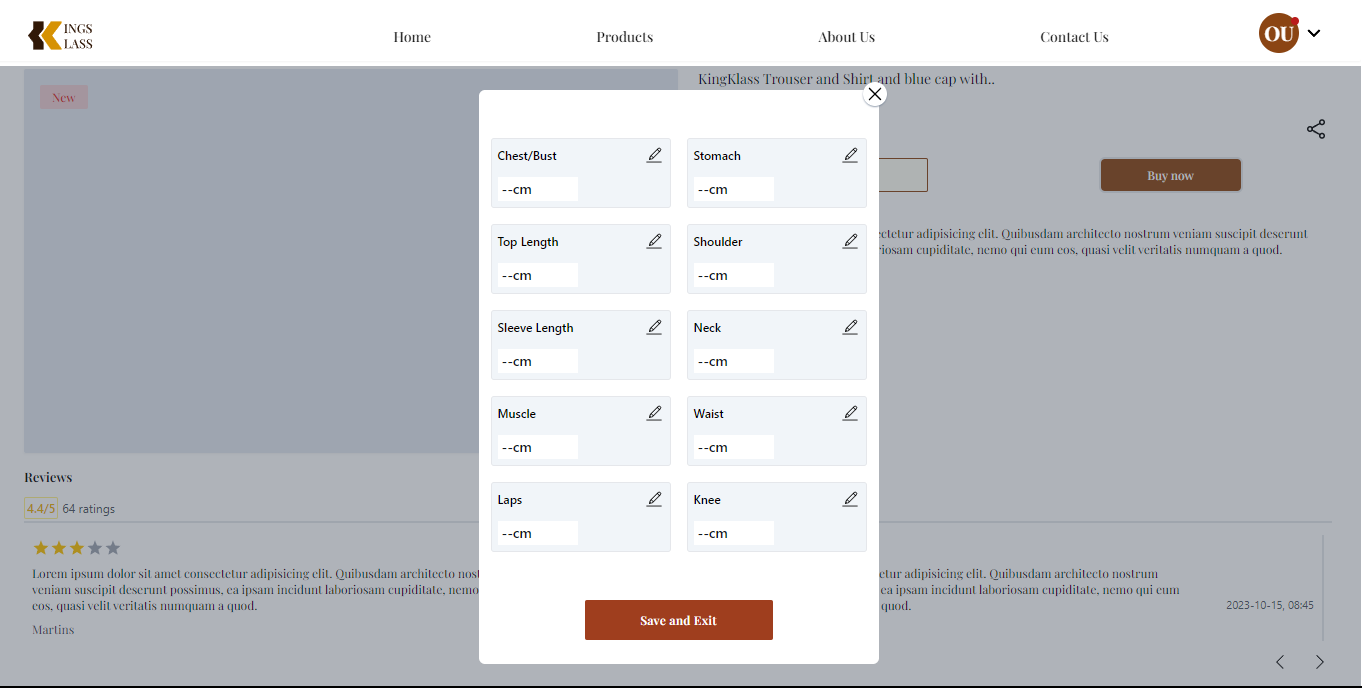 INGS
LASS
Home
Products
About Us
Contact Us
OU
New
KingKlass Trouser and Shirt and blue cap with..
Buy now
Chest/Bust
--cm
Stomach
--cm
Top Length
--cm
Shoulder
--cm
Sleeve Length
--cm
Neck
--cm
Muscle
--cm
Waist
--cm
Laps
--cm
Knee
--cm
Save and Exit
adipisicing elit. Quibusdam architecto nostrum veniam suscipit deserunt
cupiditate, nemo qui eum eos, quasi velit veritatis numquam a quod.
Reviews
4.4/5 64 ratings
Lorem ipsum dolor sit amet consectetur adipisicing elit. Quibusdam architecto
veniam suscipit deserunt possimus, ea ipsam incidunt laboriosam cupiditate, nemo
eos, quasi velit veritatis numquam a quod.
Martins
adipisicing elit. Quibusdam architecto nostrum
ea ipsam incidunt laboriosam cupiditate, nemo qui eum
quod.
2023-10-15, 08:45